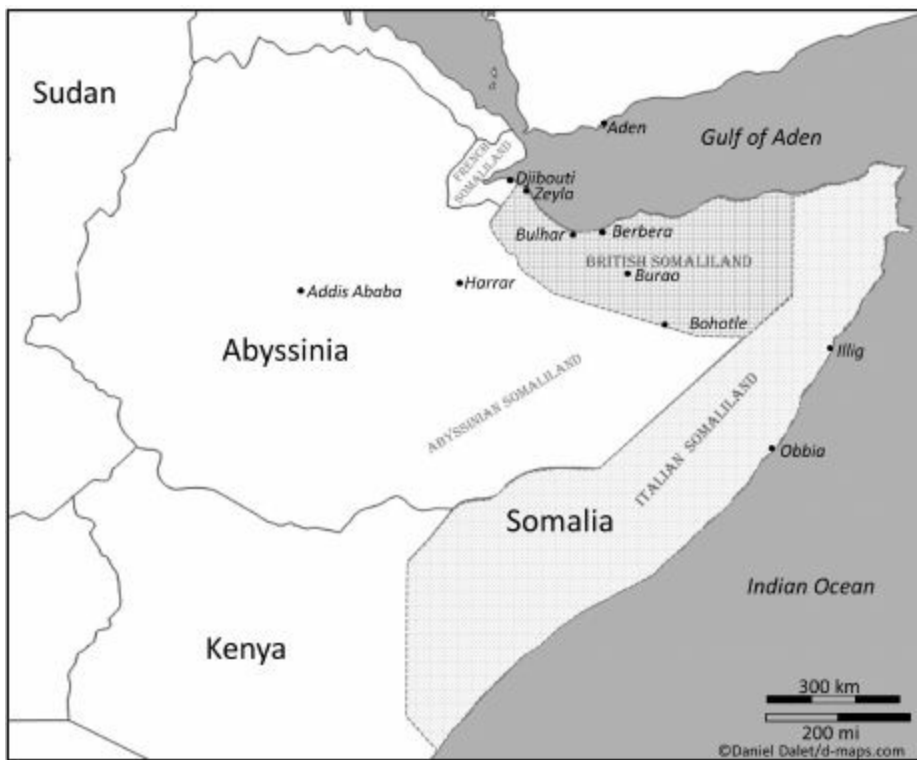 Sudan
Aden
Gulf of Aden
FRENCH
SOMALILAND
Djibouti
Zeyla
Bulhar
Berbera
BRITISH SOMALILAND
Burao
Harrar
Addis Ababa
Bohotle
Abyssinia
Illig
ABYSSINIAN SOMALILAND
ITALIAN SOMALILAND
Obbia
Somalia
Indian Ocean
Kenya
300 km
200 mi
©Daniel Dalet/d-maps.com